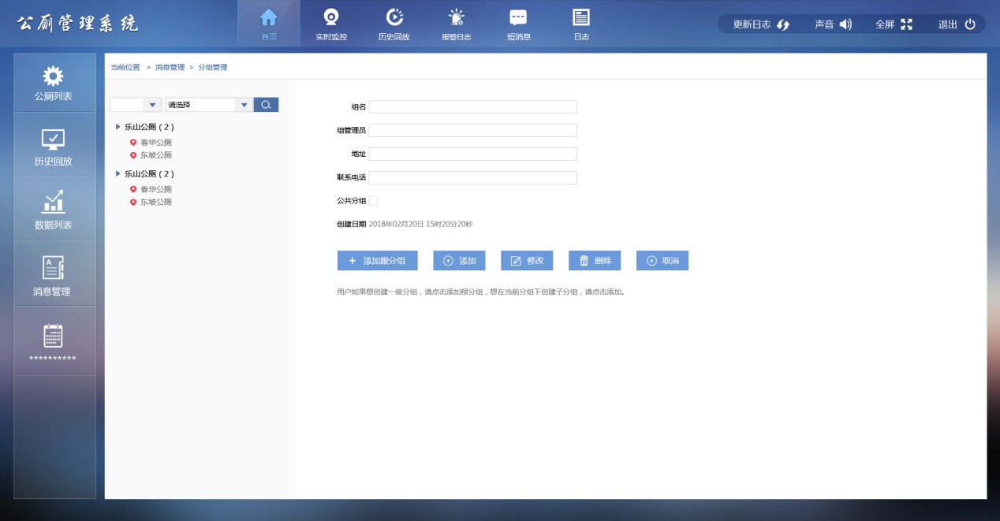 公厕管理系统
首页
实时监控
历史回放
报警日志
短消息
日志
更新日志
声音
全屏
退出
公厕列表
历史回放
数据列表
消息管理
**********
当前位置 > 消息管理 > 分组管理
请选择
乐山公厕 ( 2 )
春华公厕
东坡公厕
乐山公厕 ( 2 )
春华公厕
东坡公厕
组名
组管理员
地址
联系电话
公共分组
创建日期 2018年02月20日 15时20分20秒
添加跟分组
添加
修改
删除
取消
用户如果想创建一级分组，请点击添加根分组，想在当前分组下创建子分组，请点击添加。